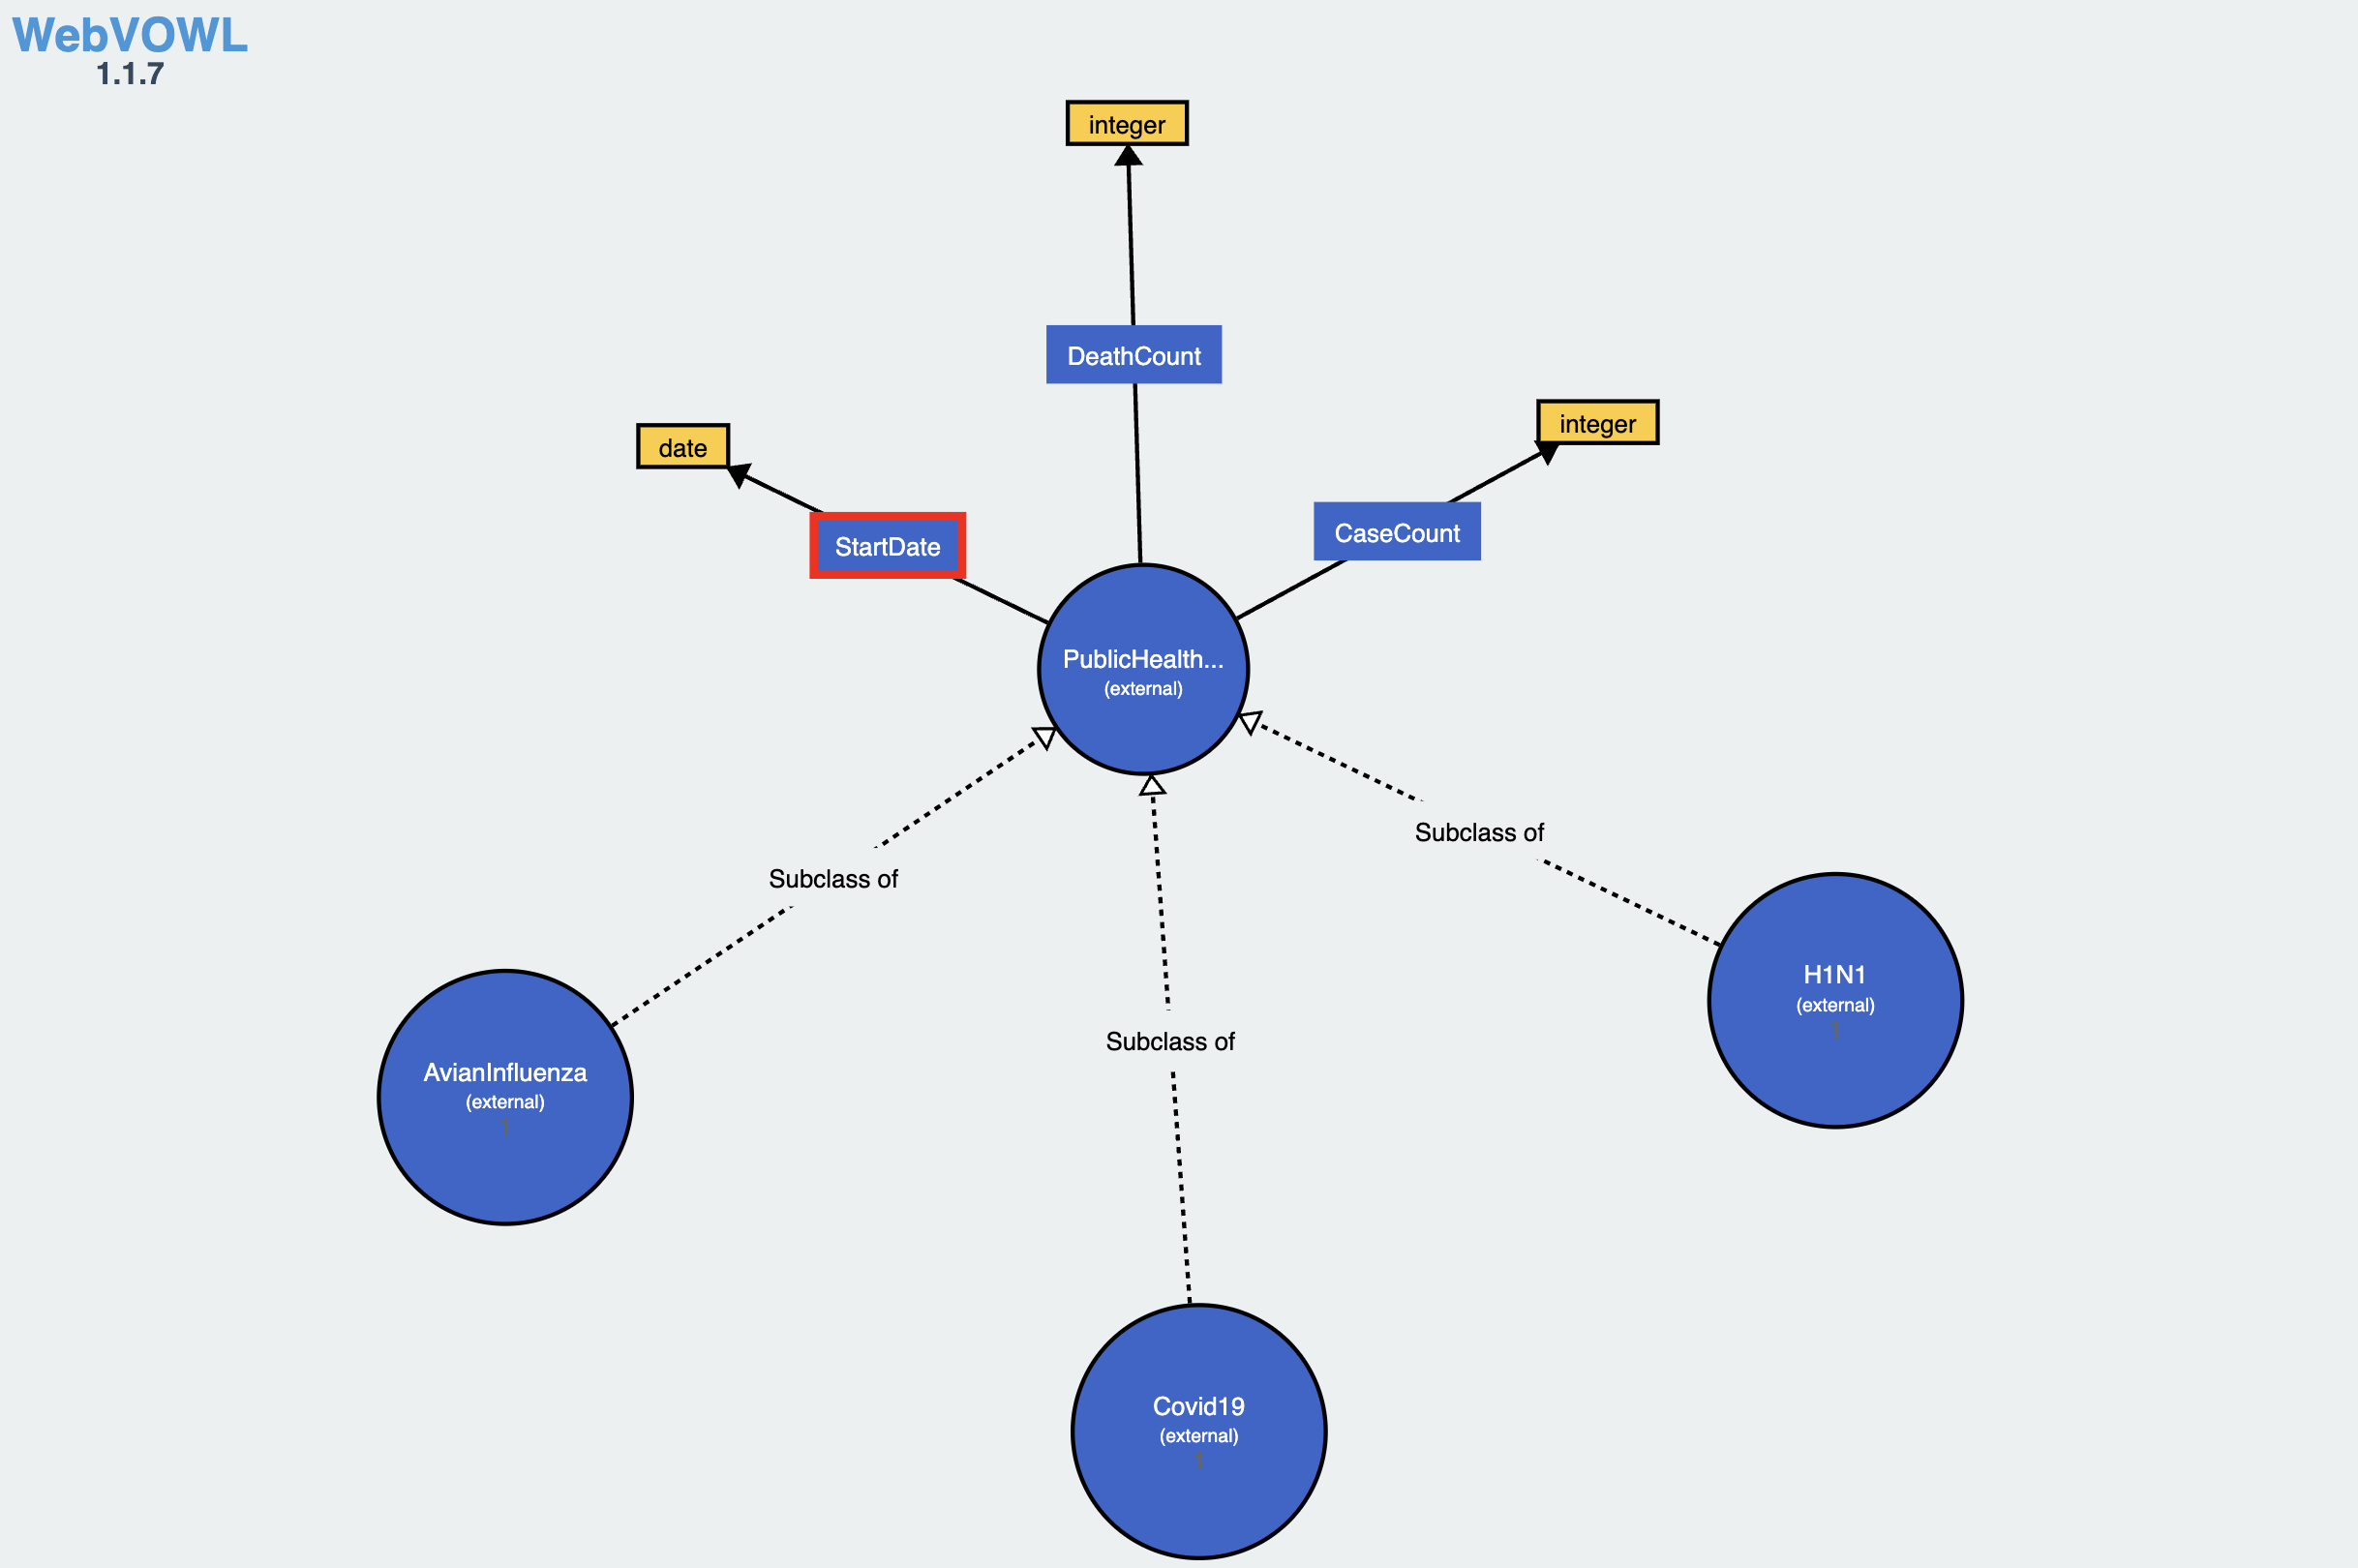 WebVOWL
1.1.7
integer
DeathCount
integer
date
CaseCount
StartDate
PublicHealth...
(external)
Subclass of
Subclass of
H1N1
(external)
1
Subclass of
AvianInfluenza
(external)
1
Covid19
(external)
1